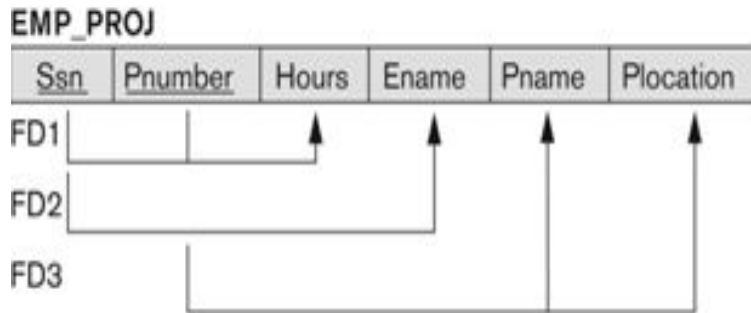 EMP_PROJ
Ssn Pnumber Hours Ename Pname Plocation
FD1
FD2
FD3